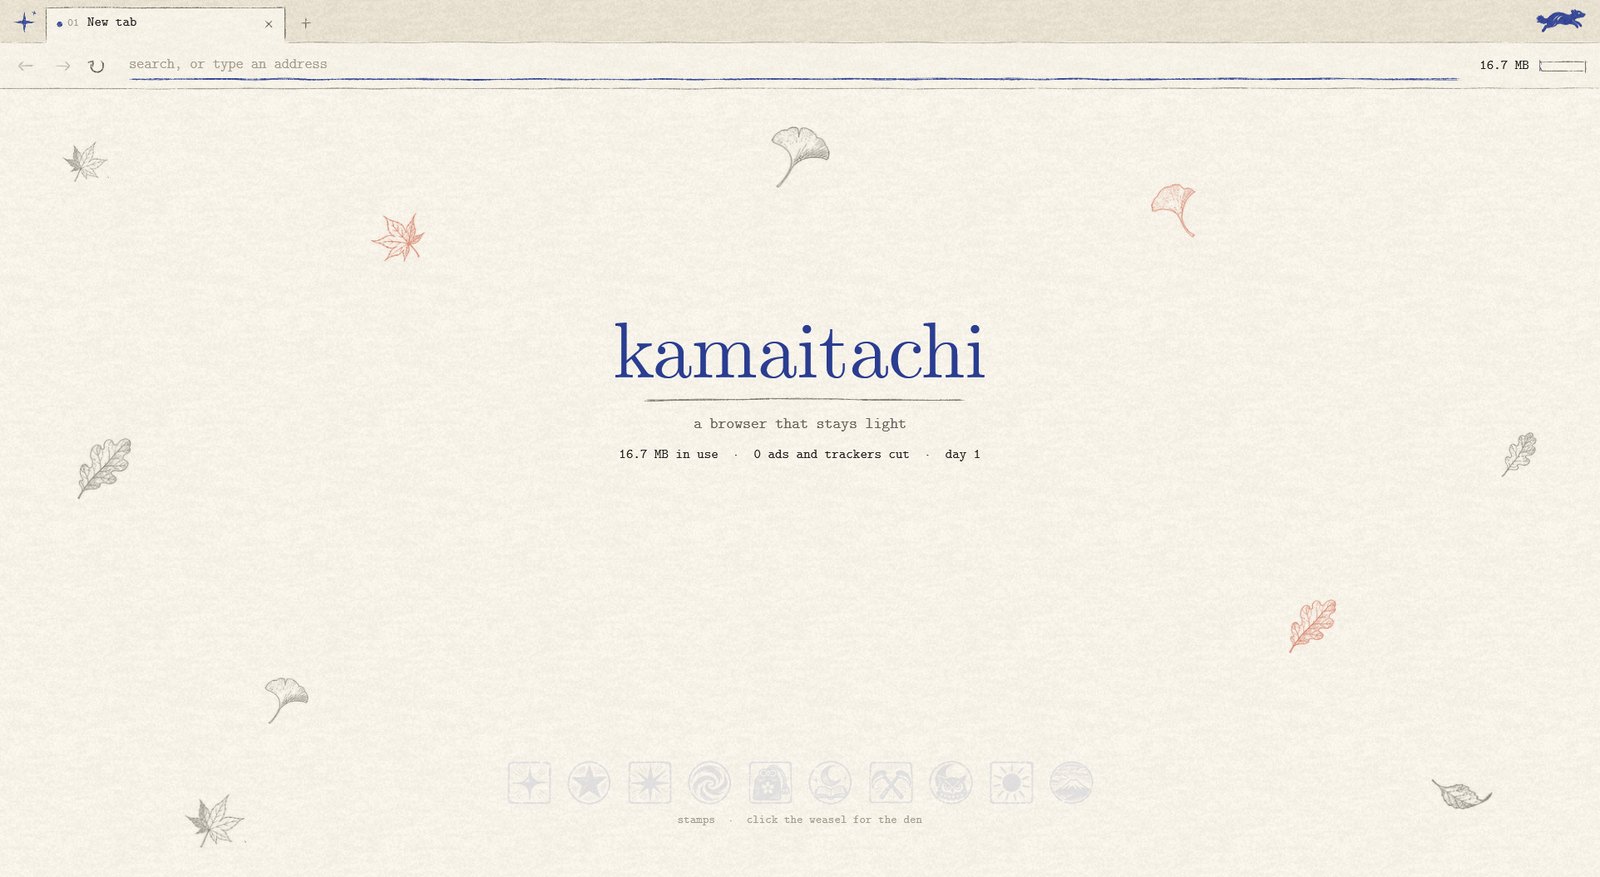 01 New tab
search, or type an address
16.7 MB
kamaitachi
a browser that stays light
16.7 MB in use · 0 ads and trackers cut · day 1
stamps · click the weasel for the den